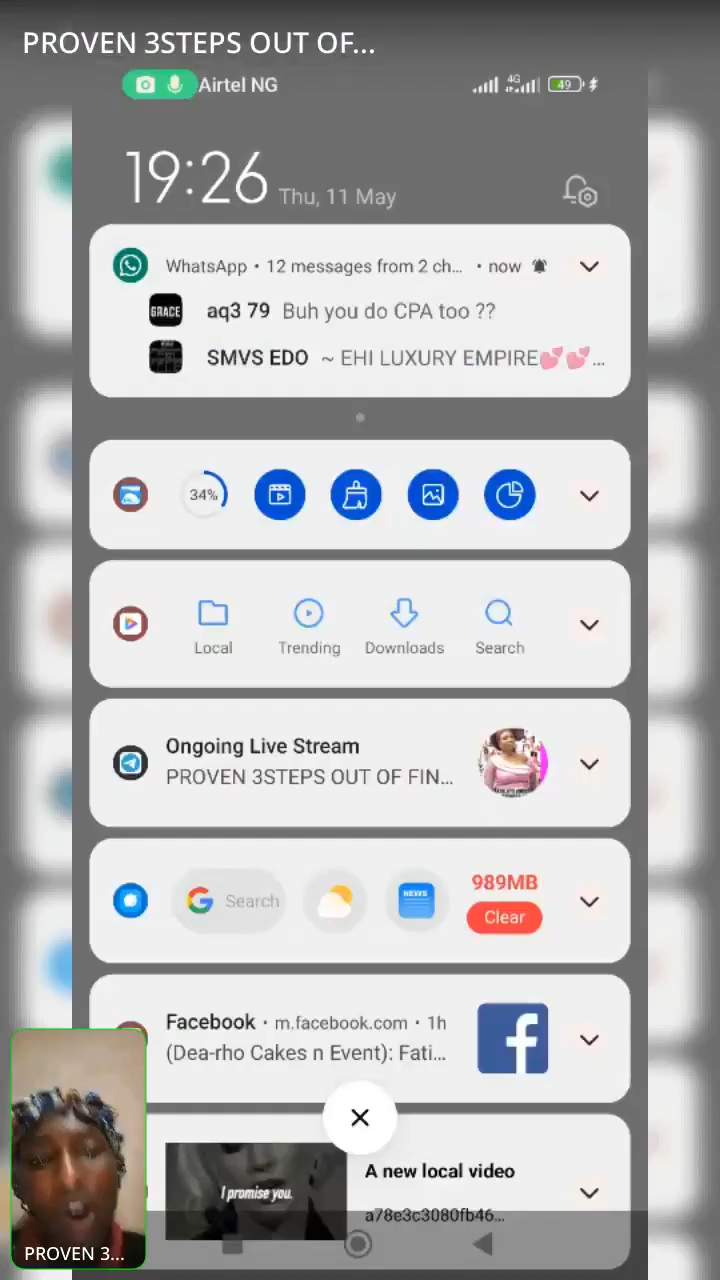 PROVEN 3STEPS OUT OF...
Airtel NG
4G
49
19:26 Thu, 11 May
WhatsApp • 12 messages from 2 ch... • now
GRACE
aq3 79 Buh you do CPA too ??
SMVS EDO ~ EHI LUXURY EMPIRE💕💕...
34%
Local Trending Downloads Search
Ongoing Live Stream
PROVEN 3STEPS OUT OF FIN...
Search
NEWS
989MB
Clear
Facebook • m.facebook.com • 1h
(Dea-rho Cakes n Event): Fati...
I promise you.
A new local video
a78e3c3080fb46...
PROVEN 3...